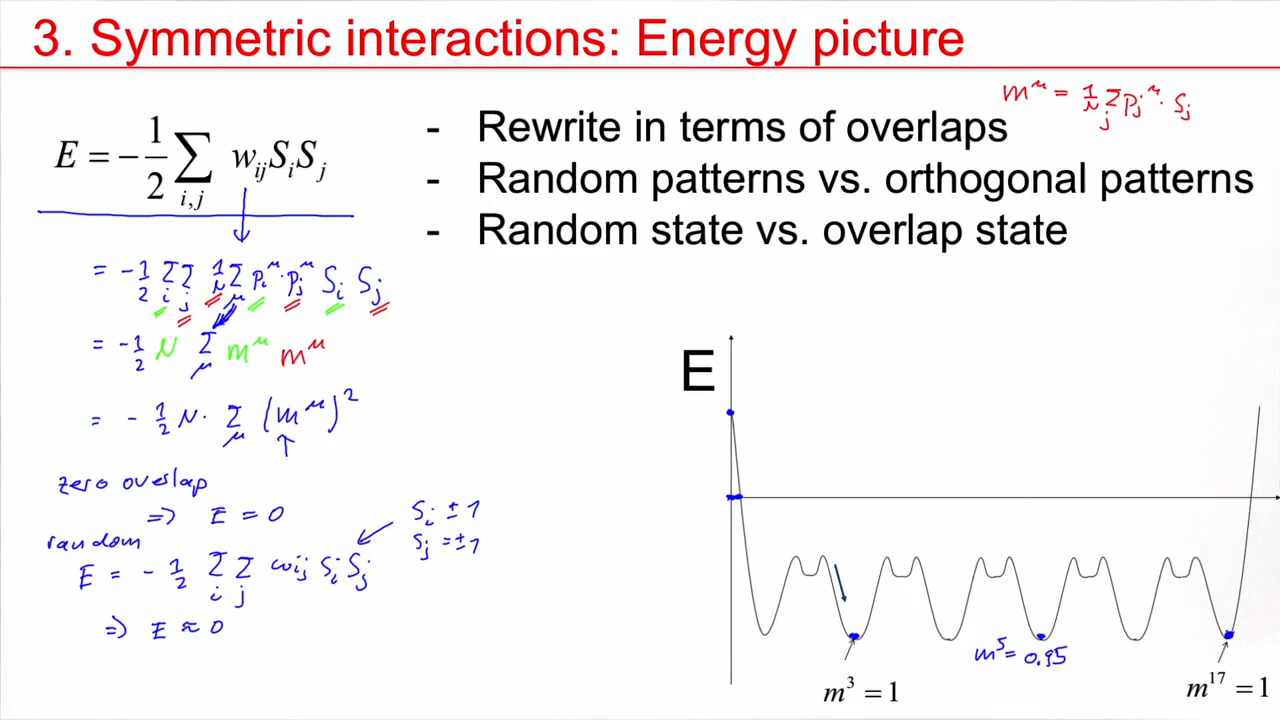 3. Symmetric interactions: Energy picture
m^μ = 1/N Σ_j p_j^μ · S_j
E = −1/2 Σ_{i,j} w_{ij} S_i S_j
- Rewrite in terms of overlaps
- Random patterns vs. orthogonal patterns
- Random state vs. overlap state
= −1/2 Σ_i Σ_j 1/N Σ_μ p_i^μ · p_j^μ S_i S_j
= −1/2 N Σ_μ m^μ m^μ
= − 1/2 N · Σ_μ (m^μ)^2
↑
zero overlap
⇒ E = 0
random
E = − 1/2 Σ_i Σ_j w_{ij} S_i S_j
S_i ± 1
S_j = ±1
⇒ E ≈ 0
E
m^5 = 0.95
m^3 = 1
m^17 = 1